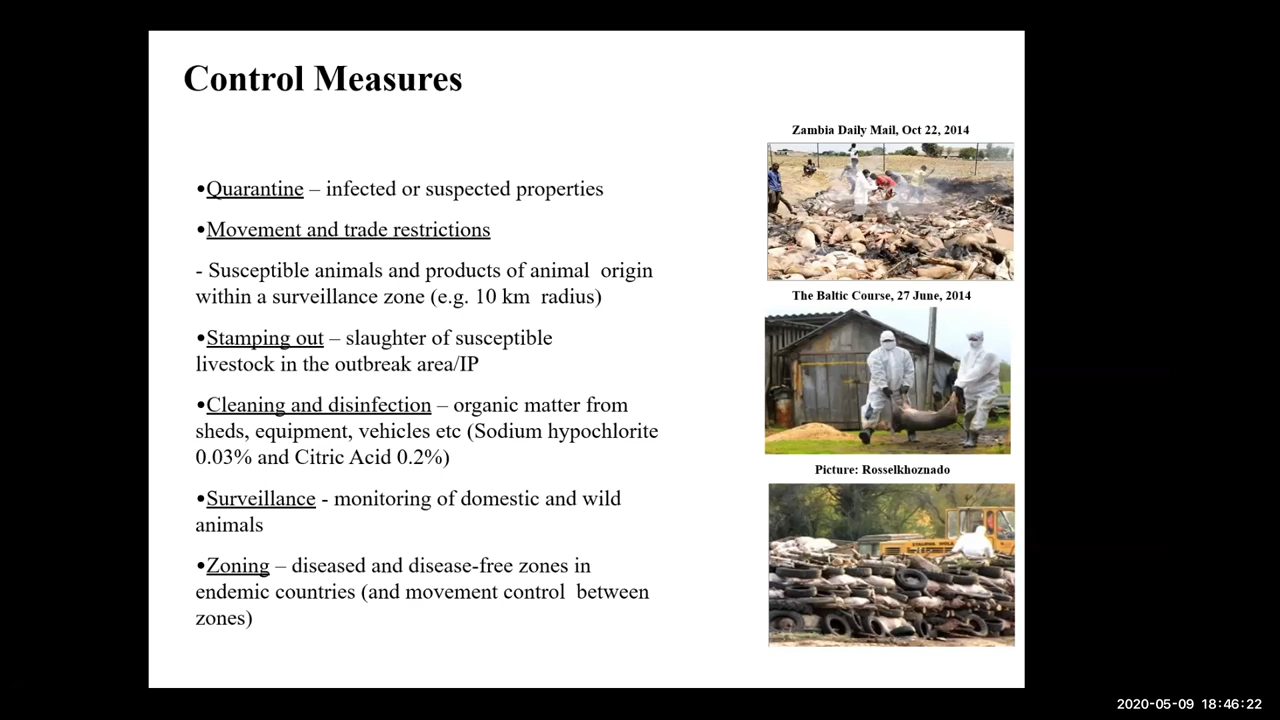 Control Measures
Zambia Daily Mail, Oct 22, 2014
•Quarantine – infected or suspected properties
•Movement and trade restrictions
- Susceptible animals and products of animal  origin
within a surveillance zone (e.g. 10 km  radius)
•Stamping out – slaughter of susceptible
livestock in the outbreak area/IP
•Cleaning and disinfection – organic matter from
sheds, equipment, vehicles etc (Sodium hypochlorite
0.03% and Citric Acid 0.2%)
•Surveillance - monitoring of domestic and wild
animals
•Zoning – diseased and disease-free zones in
endemic countries (and movement control  between
zones)
The Baltic Course, 27 June, 2014
Picture: Rosselkhoznado
2020-05-09 18:46:22